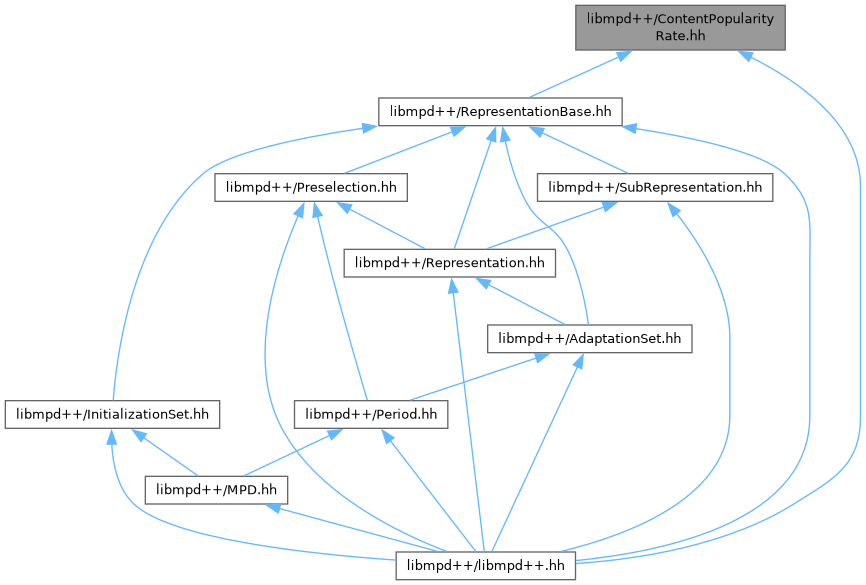 libmpd++/ContentPopularity
Rate.hh
libmpd++/RepresentationBase.hh
libmpd++/Preselection.hh
libmpd++/SubRepresentation.hh
libmpd++/Representation.hh
libmpd++/AdaptationSet.hh
libmpd++/InitializationSet.hh
libmpd++/Period.hh
libmpd++/MPD.hh
libmpd++/libmpd++.hh